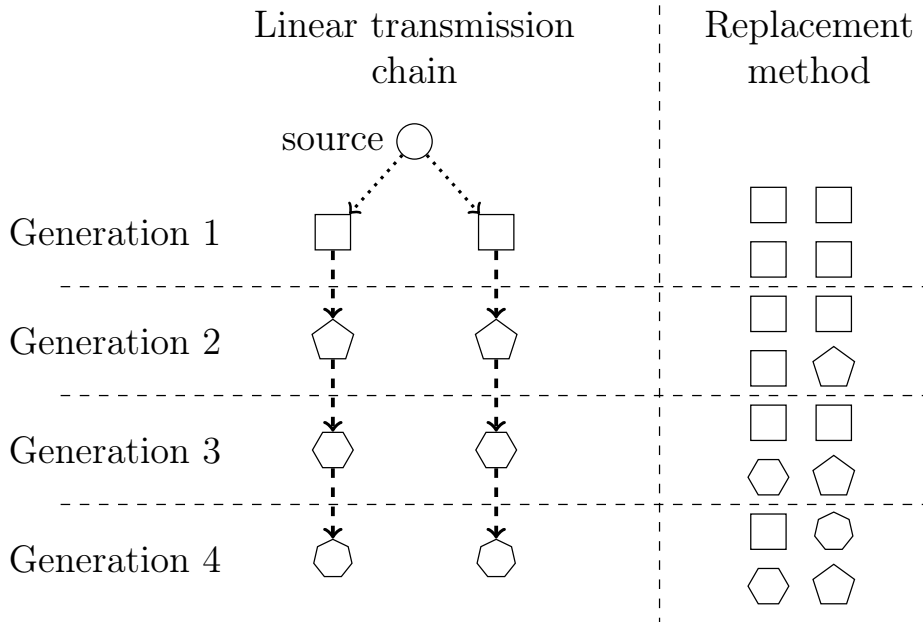 Linear transmission
chain
Replacement
method
source
Generation 1
Generation 2
Generation 3
Generation 4